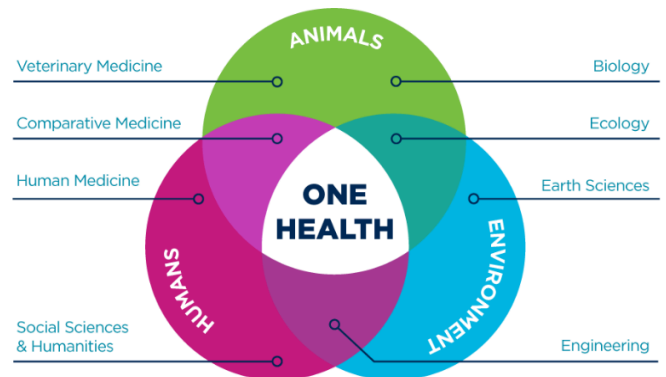 ANIMALS
Veterinary Medicine
Biology
Comparative Medicine
Ecology
Human Medicine
Earth Sciences
ONE
HEALTH
HUMANS
ENVIRONMENT
Social Sciences
& Humanities
Engineering